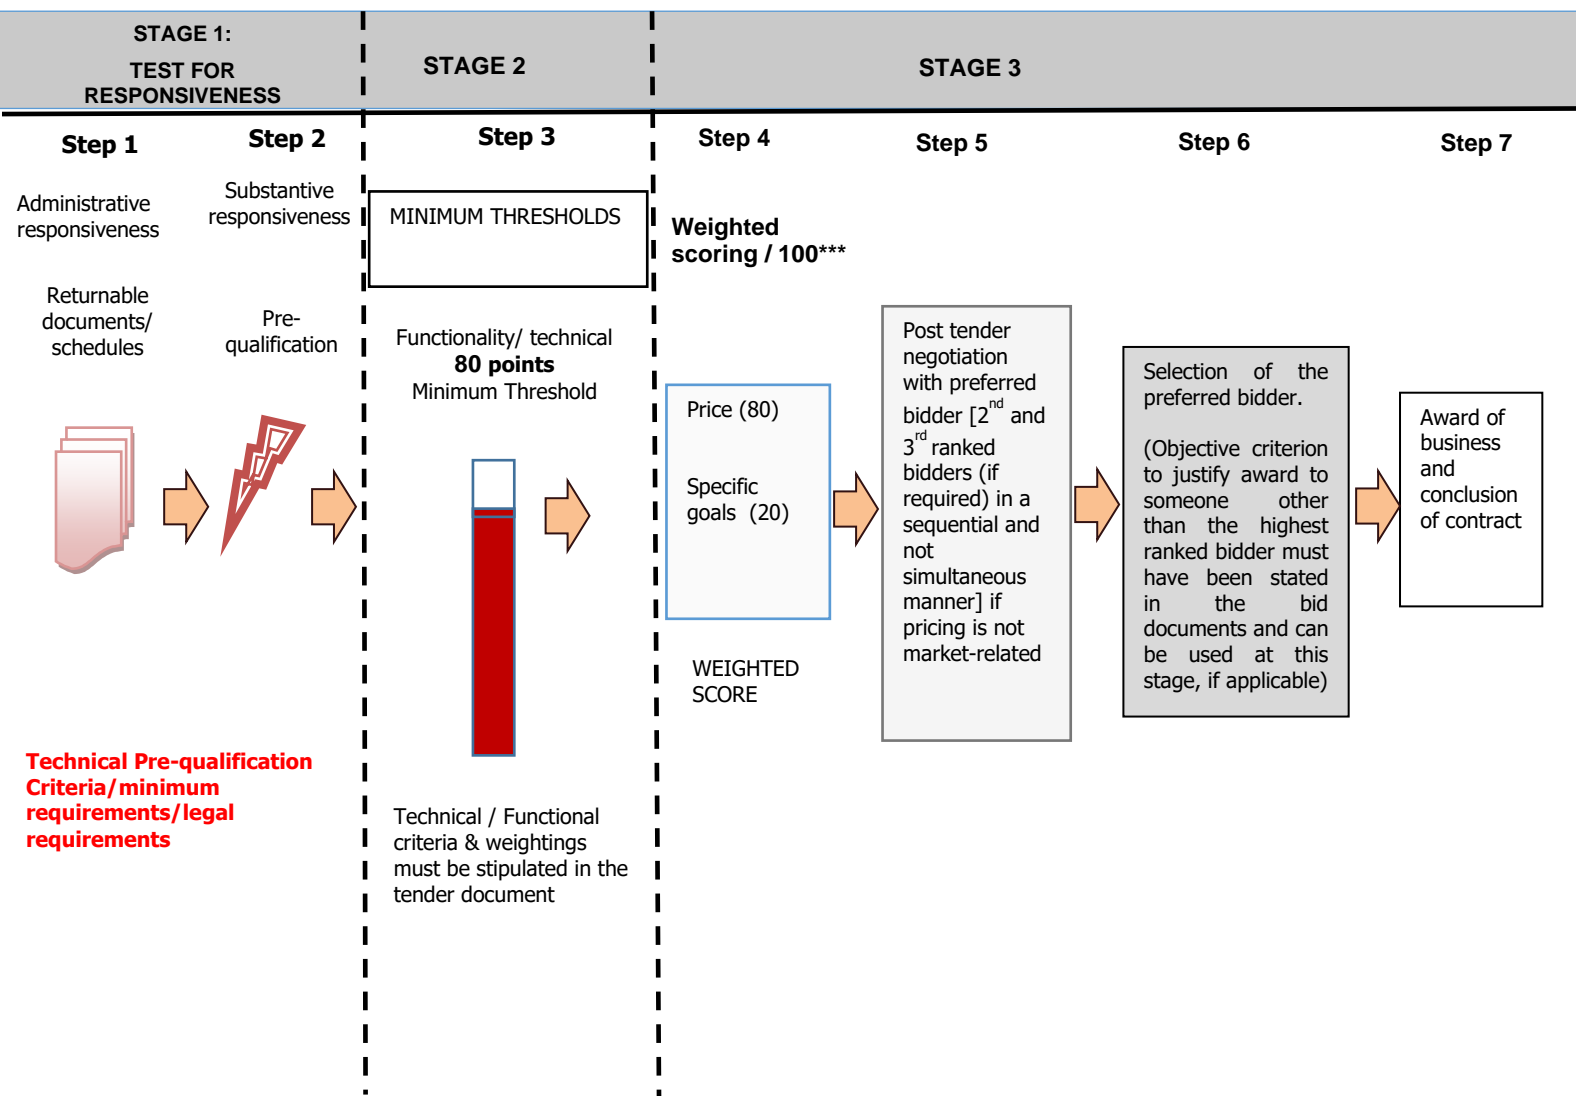 STAGE 1:
TEST FOR
RESPONSIVENESS
STAGE 2
STAGE 3
Step 1
Step 2
Step 3
Step 4
Step 5
Step 6
Step 7
Administrative
responsiveness
Returnable
documents/
schedules
Substantive
responsiveness
Pre-
qualification
Technical Pre-qualification
Criteria/minimum
requirements/legal
requirements
MINIMUM THRESHOLDS
Functionality/ technical
80 points
Minimum Threshold
Technical / Functional
criteria & weightings
must be stipulated in the
tender document
Weighted
scoring / 100***
Price (80)
Specific
goals (20)
WEIGHTED
SCORE
Post tender
negotiation
with preferred
bidder [2nd and
3rd ranked
bidders (if
required) in a
sequential and
not
simultaneous
manner] if
pricing is not
market-related
Selection of the
preferred bidder.
(Objective criterion
to justify award to
someone other
than the highest
ranked bidder must
have been stated
in the bid
documents and can
be used at this
stage, if applicable)
Award of
business
and
conclusion
of contract